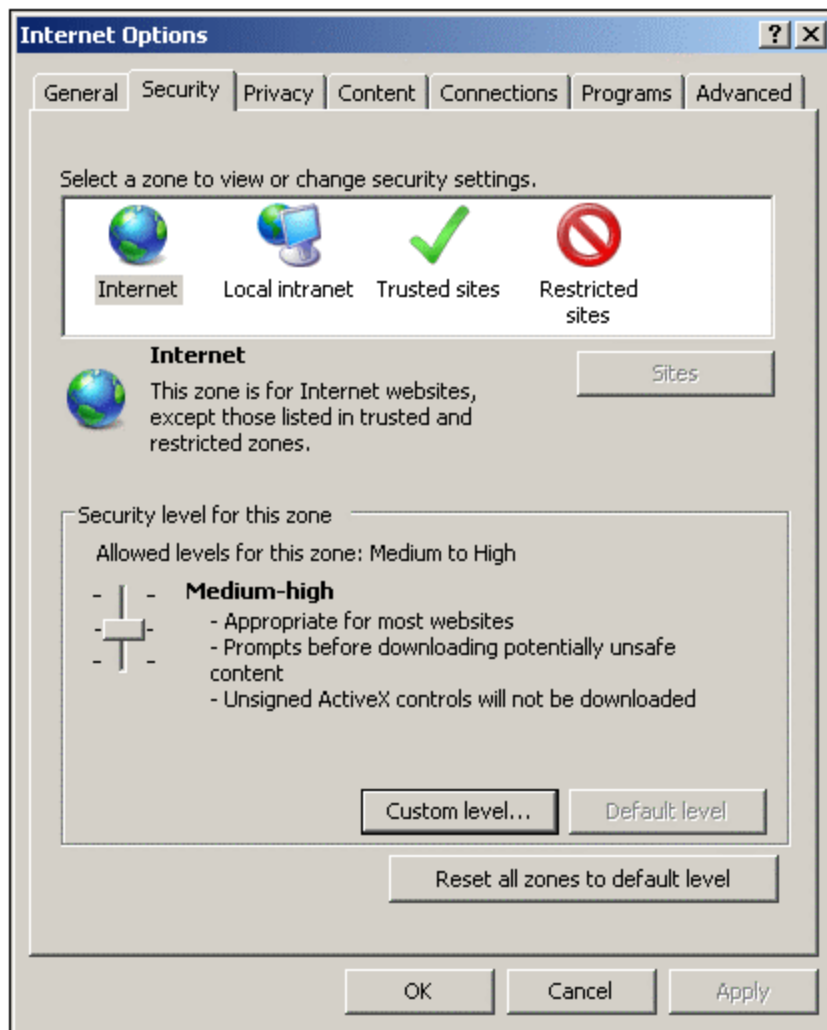 Internet Options
General Security Privacy Content Connections Programs Advanced
Select a zone to view or change security settings.
Internet Local intranet Trusted sites Restricted
sites
Internet
Sites
This zone is for Internet websites,
except those listed in trusted and
restricted zones.
Security level for this zone
Allowed levels for this zone: Medium to High
Medium-high
- Appropriate for most websites
- Prompts before downloading potentially unsafe
content
- Unsigned ActiveX controls will not be downloaded
Custom level... Default level
Reset all zones to default level
OK Cancel Apply